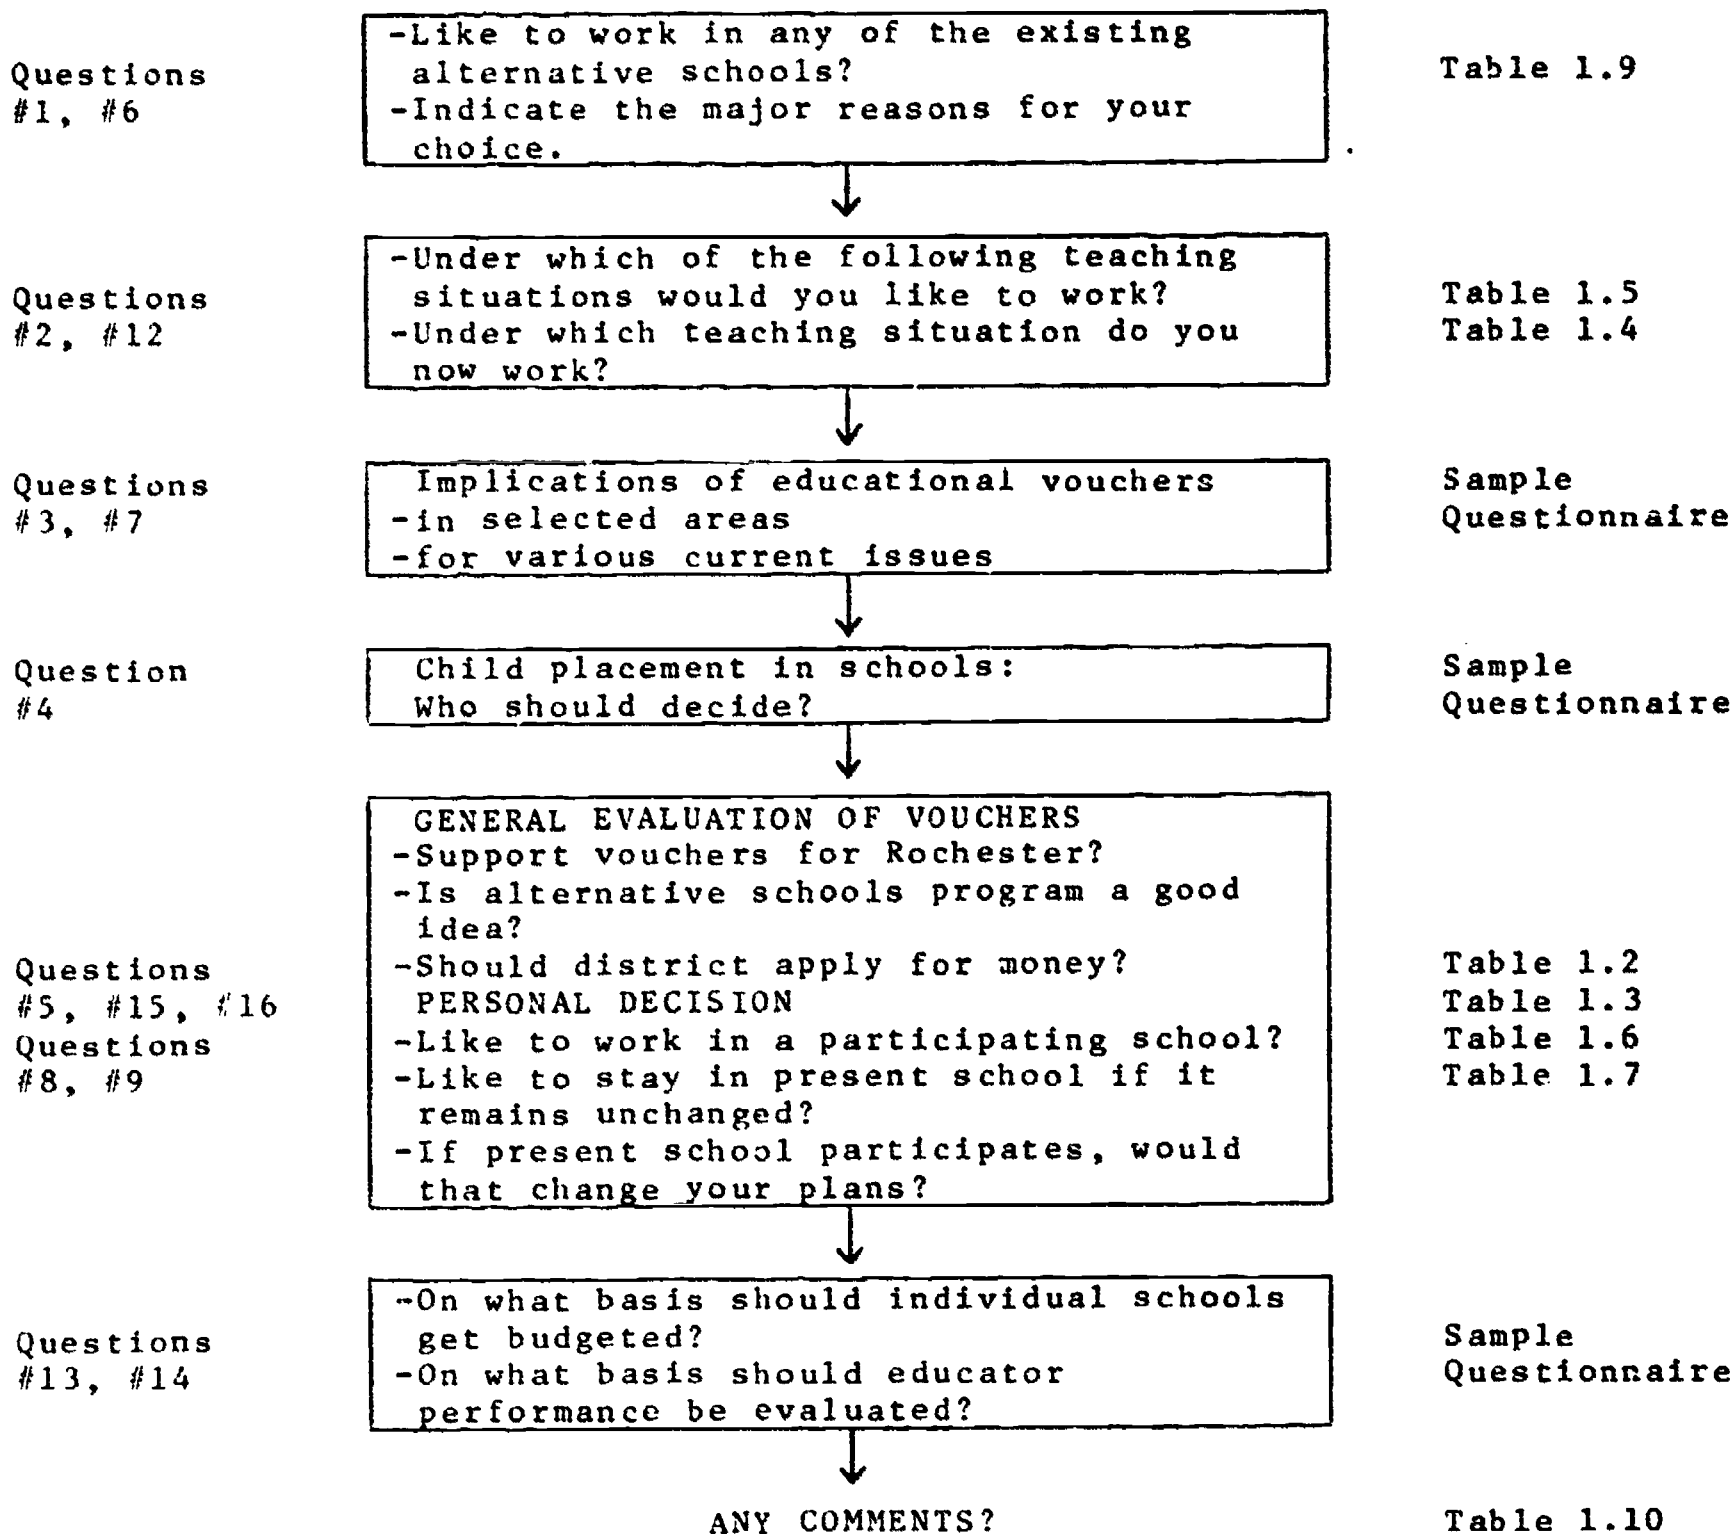 -Like to work in any of the existing
alternative schools?
-Indicate the major reasons for your
choice.
Questions
#1, #6
Table 1.9
-Under which of the following teaching
situations would you like to work?
-Under which teaching situation do you
now work?
Questions
#2, #12
Table 1.5
Table 1.4
Implications of educational vouchers
-in selected areas
-for various current issues
Questions
#3, #7
Sample
Questionnaire
Child placement in schools:
Who should decide?
Question
#4
Sample
Questionnaire
GENERAL EVALUATION OF VOUCHERS
-Support vouchers for Rochester?
-Is alternative schools program a good
idea?
-Should district apply for money?
PERSONAL DECISION
-Like to work in a participating school?
-Like to stay in present school if it
remains unchanged?
-If present school participates, would
that change your plans?
Questions
#5, #15, #16
Questions
#8, #9
Table 1.2
Table 1.3
Table 1.6
Table 1.7
-On what basis should individual schools
get budgeted?
-On what basis should educator
performance be evaluated?
Questions
#13, #14
Sample
Questionnaire
ANY COMMENTS?
Table 1.10